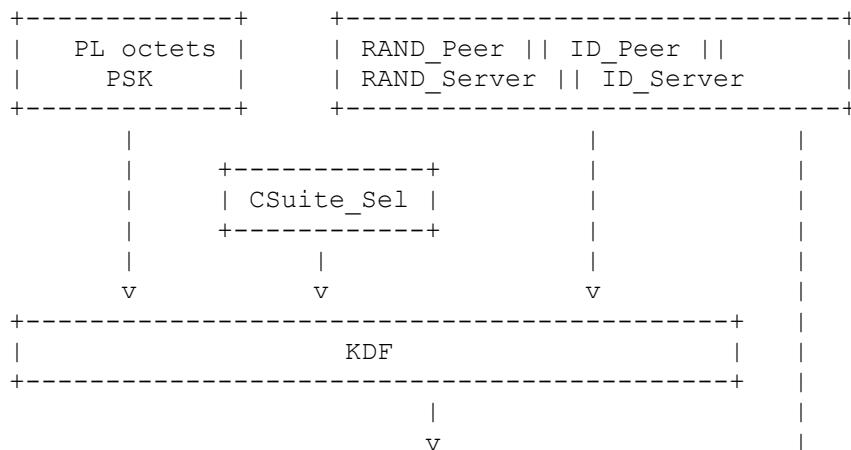 +-------------+     +------------------------------+
|   PL octets |     | RAND_Peer || ID_Peer ||      |
|     PSK     |     | RAND_Server || ID_Server     |
+-------------+     +------------------------------+
       |                            |            |
       |     +------------+         |            |
       |     | CSuite_Sel |         |            |
       |     +------------+         |            |
       |           |                |            |
       v           v                v            |
+-------------------------------------------+    |
|                   KDF                     |    |
+-------------------------------------------+    |
                          |                      |
                          v                      |